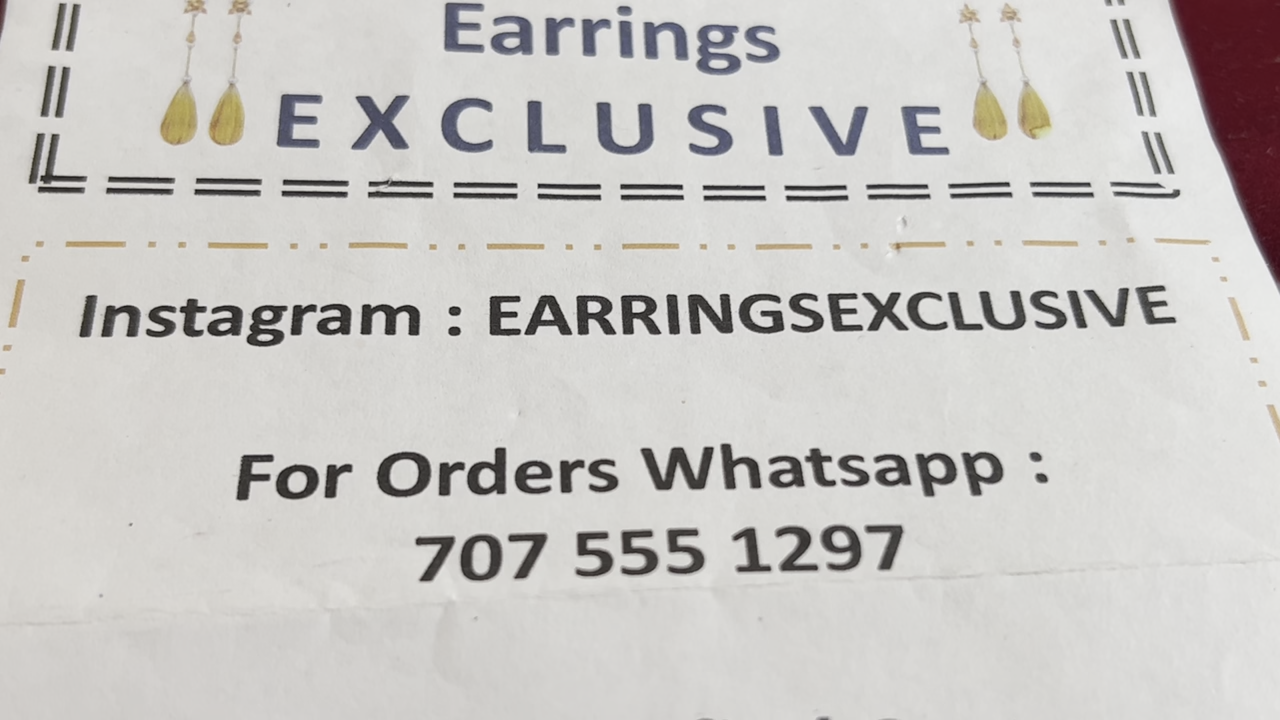 Earrings
EXCLUSIVE
Instagram : EARRINGSEXCLUSIVE
For Orders Whatsapp :
707 555 1297